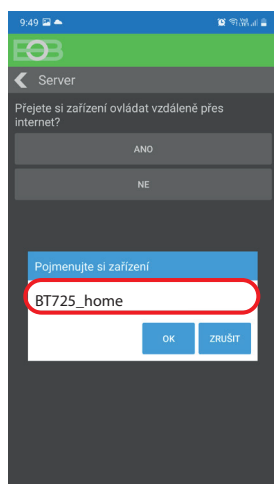 9:49
EOB
Server
Přejete si zařízení ovládat vzdáleně přes
internet?
ANO
NE
Pojmenujte si zařízení
BT725_home
OK
ZRUŠIT